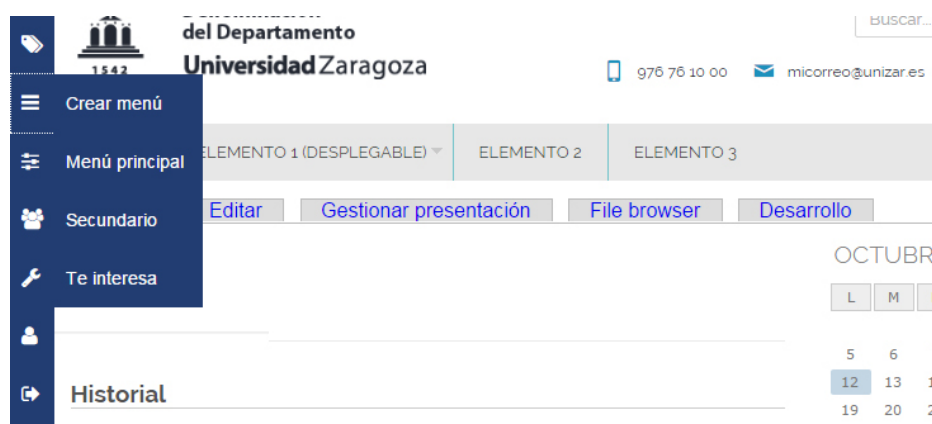 del Departamento
Universidad Zaragoza
1542
Buscar...
976 76 10 00
micorreo@unizar.es
Crear menú
Menú principal
Secundario
Te interesa
ELEMENTO 1 (DESPLEGABLE)
ELEMENTO 2
ELEMENTO 3
Editar
Gestionar presentación
File browser
Desarrollo
OCTUBR
L M
5 6
12 13 1
19 20 2
Historial